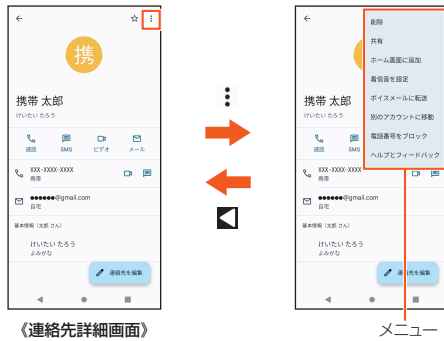 携
携帯 太郎
けいたい たろう
通話 SMS ビデオ メール
XXX-XXXX-XXXX
携帯
●●●●●●@gmail.com
自宅
基本情報（太郎 さん）
けいたい たろう
よみがな
連絡先を編集
《連絡先詳細画面》
携帯 太郎
けいたい たろう
通話 SMS
XXX-XXXX-XXXX
携帯
●●●●●●@gmail.com
自宅
基本情報（太郎 さん）
けいたい たろう
よみがな
連絡先を編集
削除
共有
ホーム画面に追加
着信音を設定
ボイスメールに転送
別のアカウントに移動
電話番号をブロック
ヘルプとフィードバック
メニュー